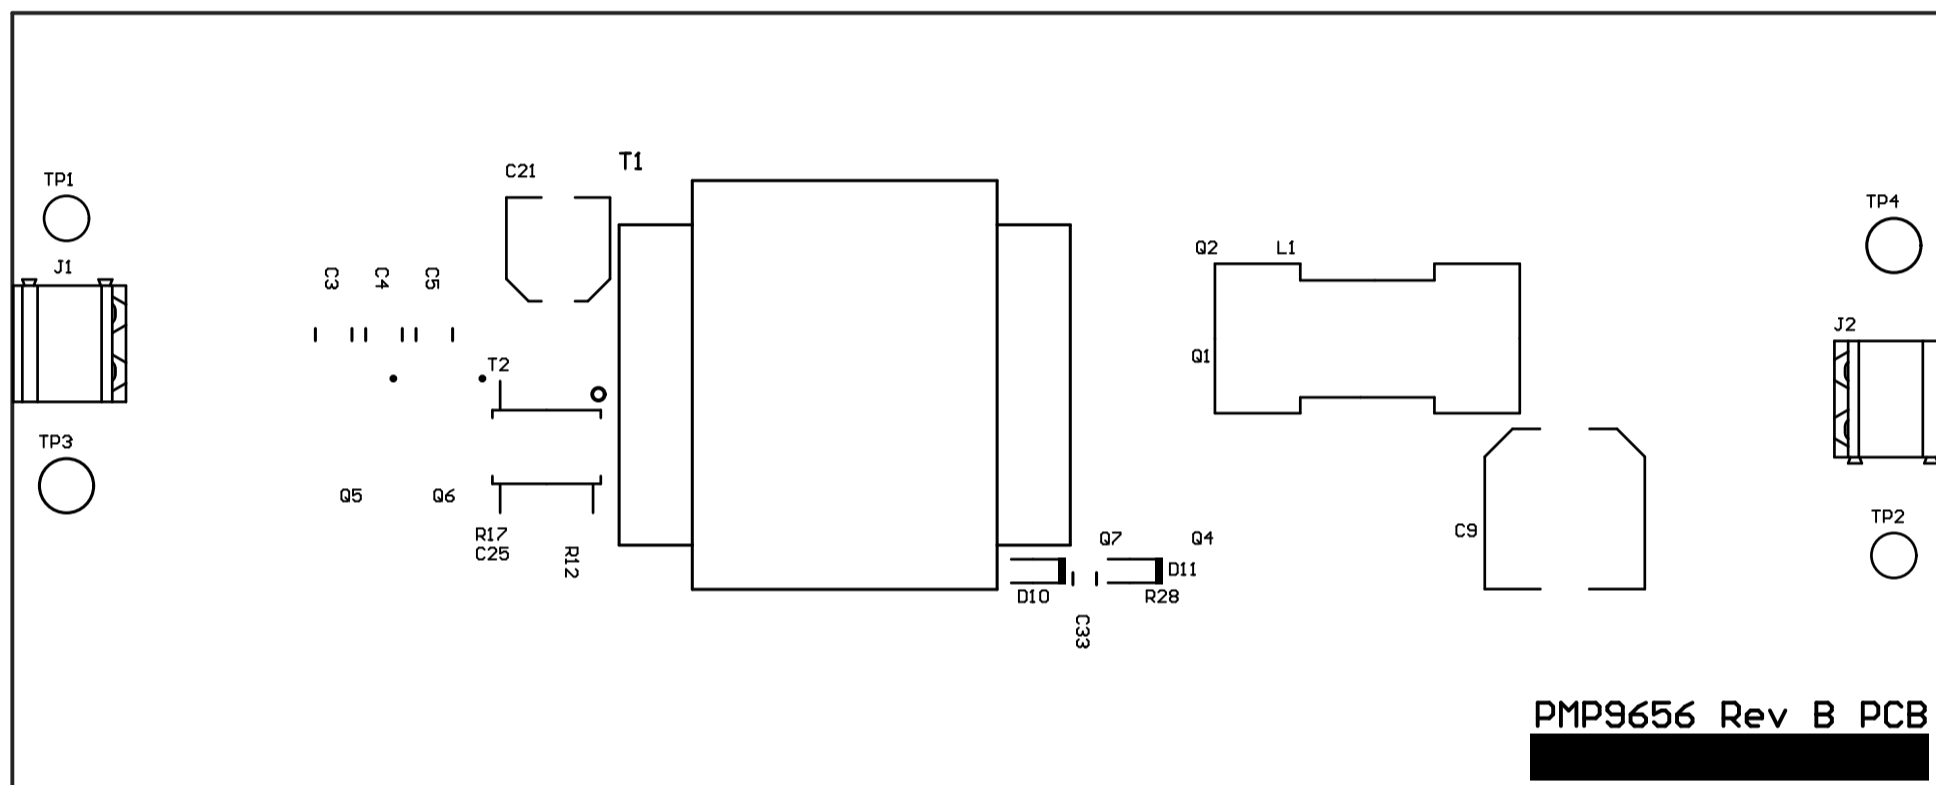 T1
C21
TP1
TP4
Q2
L1
J1
C3
C4
C5
J2
Q1
T2
TP3
Q5
Q6
TP2
C9
R17
C25
R12
Q7
Q4
D11
D10
R28
C33
PMP9656 Rev B PCB